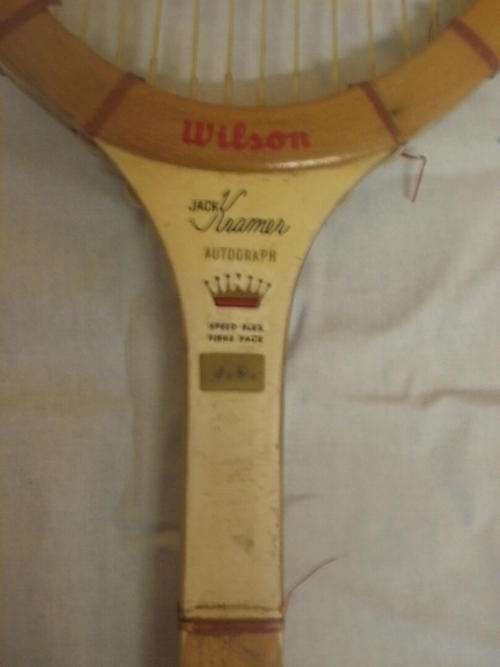 Wilson
JACK Kramer
AUTOGRAPH
SPEED FLEX
FIBRE FACE